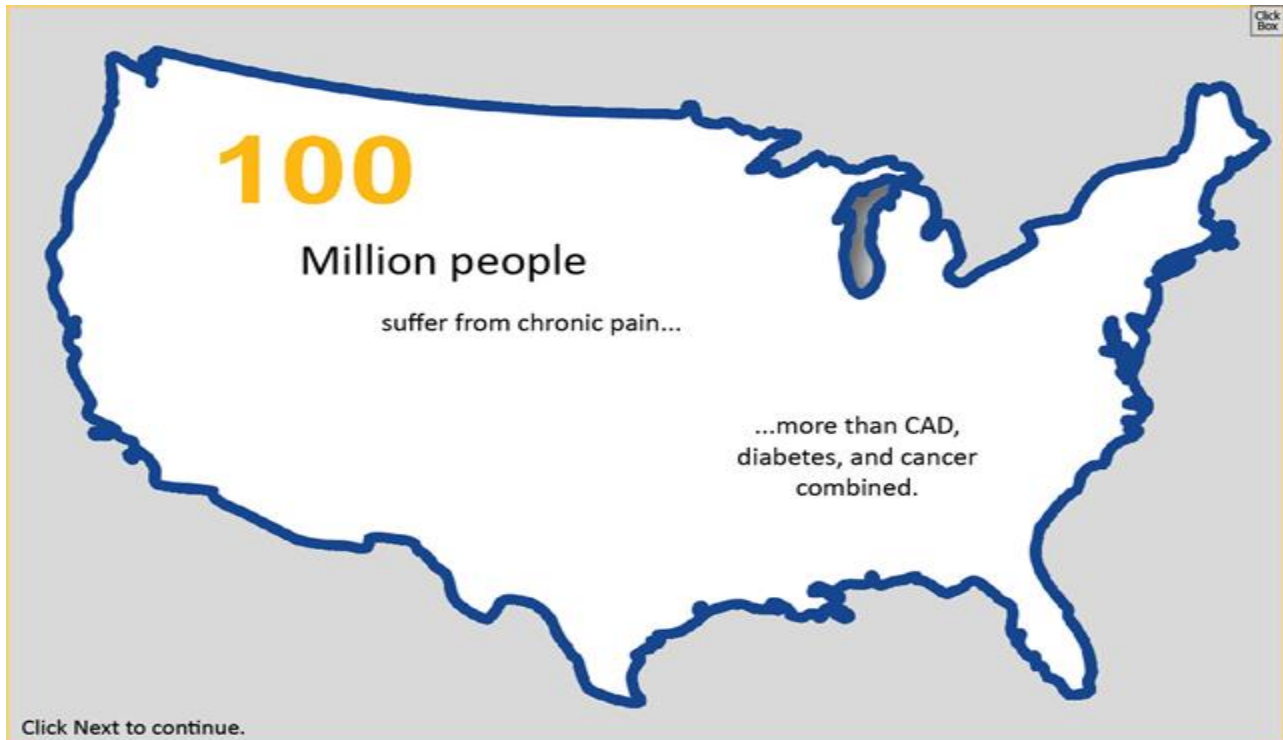 Click
Box
100
Million people
suffer from chronic pain...
...more than CAD,
diabetes, and cancer
combined.
Click Next to continue.